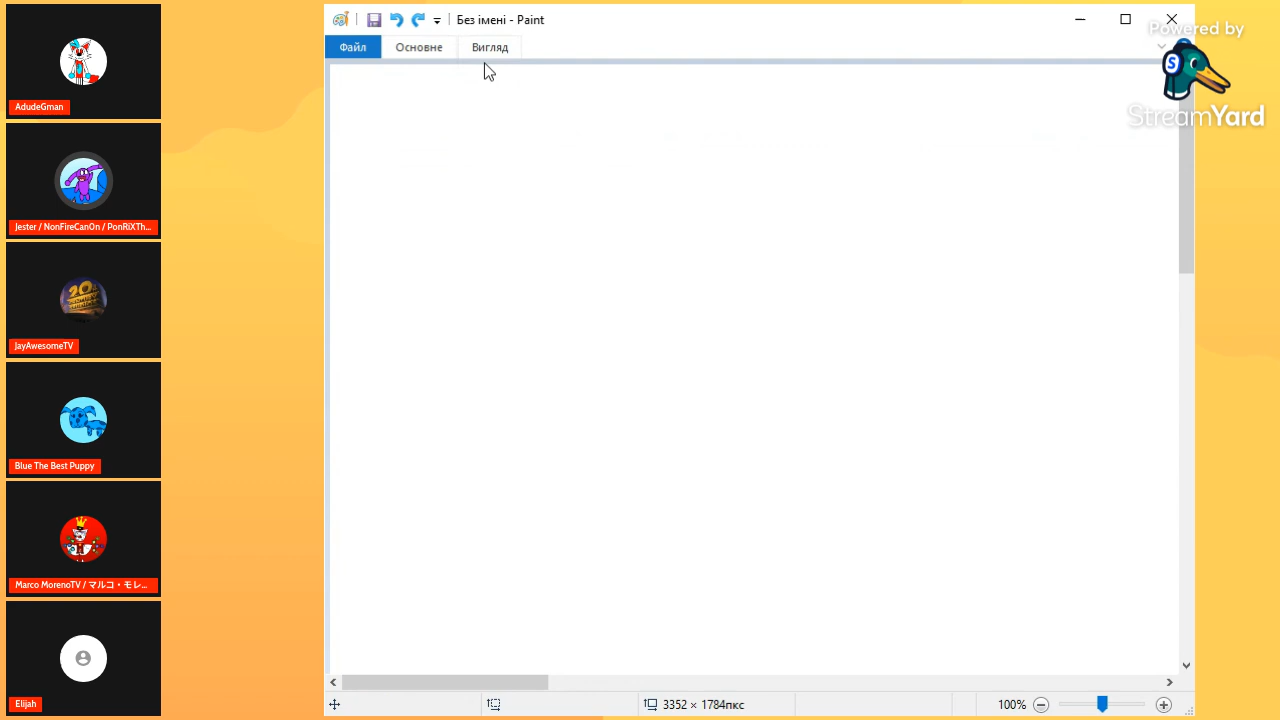 AdudeGman
Jester / NonFireCanOn / PonRiXTh...
JayAwesomeTV
Blue The Best Puppy
Marco MorenoTV / マルコ・モレ...
Elijah
Без імені - Paint
Файл Основне Вигляд
3352 × 1784пкс
100%
Powered by
S
StreamYard